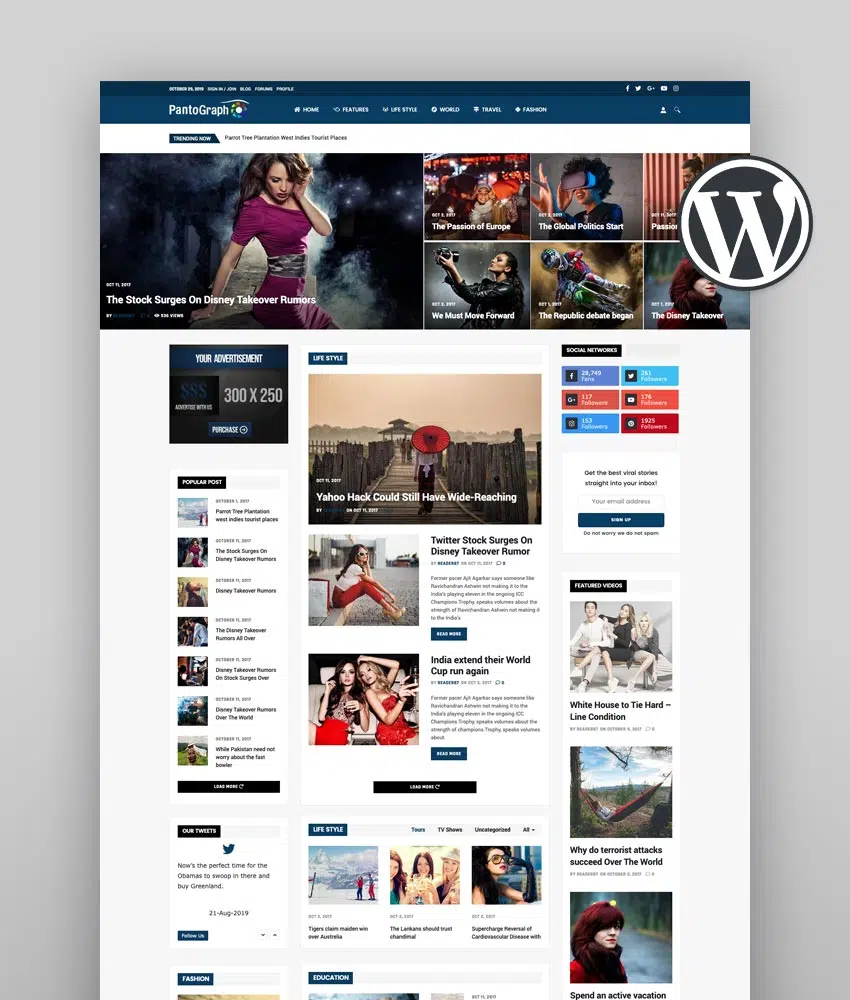 OCTOBER 29, 2019 SIGN IN / JOIN BLOG FORUMS PROFILE
PantoGraph
HOME FEATURES LIFE STYLE WORLD TRAVEL FASHION
TRENDING NOW Parrot Tree Plantation West Indies Tourist Places
OCT 11, 2017
The Stock Surges On Disney Takeover Rumors
BY
536 VIEWS
OCT 2, 2017
The Passion of Europe
OCT 2, 2017
The Global Politics Start
OCT 11,
Passio
OCT 2, 2017
We Must Move Forward
OCT 1, 2017
The Republic debate began
OCT 1, 2017
The Disney Takeover
W
YOUR ADVERTISEMENT
$$$
ADVERTISE WITH US
300 X 250
PURCHASE
POPULAR POST
OCTOBER 1, 2017
Parrot Tree Plantation
west indies tourist places
OCTOBER 11, 2017
The Stock Surges On
Disney Takeover Rumors
OCTOBER 11, 2017
Disney Takeover Rumors
OCTOBER 11, 2017
The Disney Takeover
Rumors All Over
OCTOBER 11, 2017
Disney Takeover Rumors
On Stock Surges Over
OCTOBER 11, 2017
Disney Takeover Rumors
Over The World
OCTOBER 11, 2017
While Pakistan need not
worry about the fast
bowler
LOAD MORE
OUR TWEETS
Now's the perfect time for the
Obamas to swoop in there and
buy Greenland.
21-Aug-2019
Follow Us
FASHION
LIFE STYLE
OCT 11, 2017
Yahoo Hack Could Still Have Wide-Reaching
BY
ON OCT 11, 2017
Twitter Stock Surges On
Disney Takeover Rumor
BY READER87 ON OCT 11, 2017 0
Former pacer Ajit Agarkar says someone like
Ravichandran Ashwin not making it to the
India's playing eleven in the ongoing ICC
Champions Trophy, speaks volumes about the
strength of Ravichandran Ashwin not making it
to the India's
READ MORE
India extend their World
Cup run again
BY READER87 ON OCT 2, 2017 0
Former pacer Ajit Agarkar says someone like
Ravichandran Ashwin not making it to the
India's playing eleven in the ongoing ICC
Champions Trophy, speaks volumes about the
strength of champions.Trophy, speaks volumes
about
READ MORE
LOAD MORE
LIFE STYLE Tours TV Shows Uncategorized All
OCT 2, 2017
Tigers claim maiden win
over Australia
OCT 2, 2017
The Lankans should trust
chandimal
OCT 2, 2017
Supercharge Reversal of
Cardiovascular Disease with
EDUCATION
OCT 11, 2017
SOCIAL NETWORKS
28,749
Fans
261
Followers
117
Followers
176
Followers
153
Followers
1925
Followers
Get the best viral stories
straight into your inbox!
Your email address
SIGN UP
Do not worry we do not spam
FEATURED VIDEOS
White House to Tie Hard –
Line Condition
BY READER87 ON OCTOBER 9, 2017 0
Why do terrorist attacks
succeed Over The World
BY READER87 ON OCTOBER 2, 2017 0
Spend an active vacation